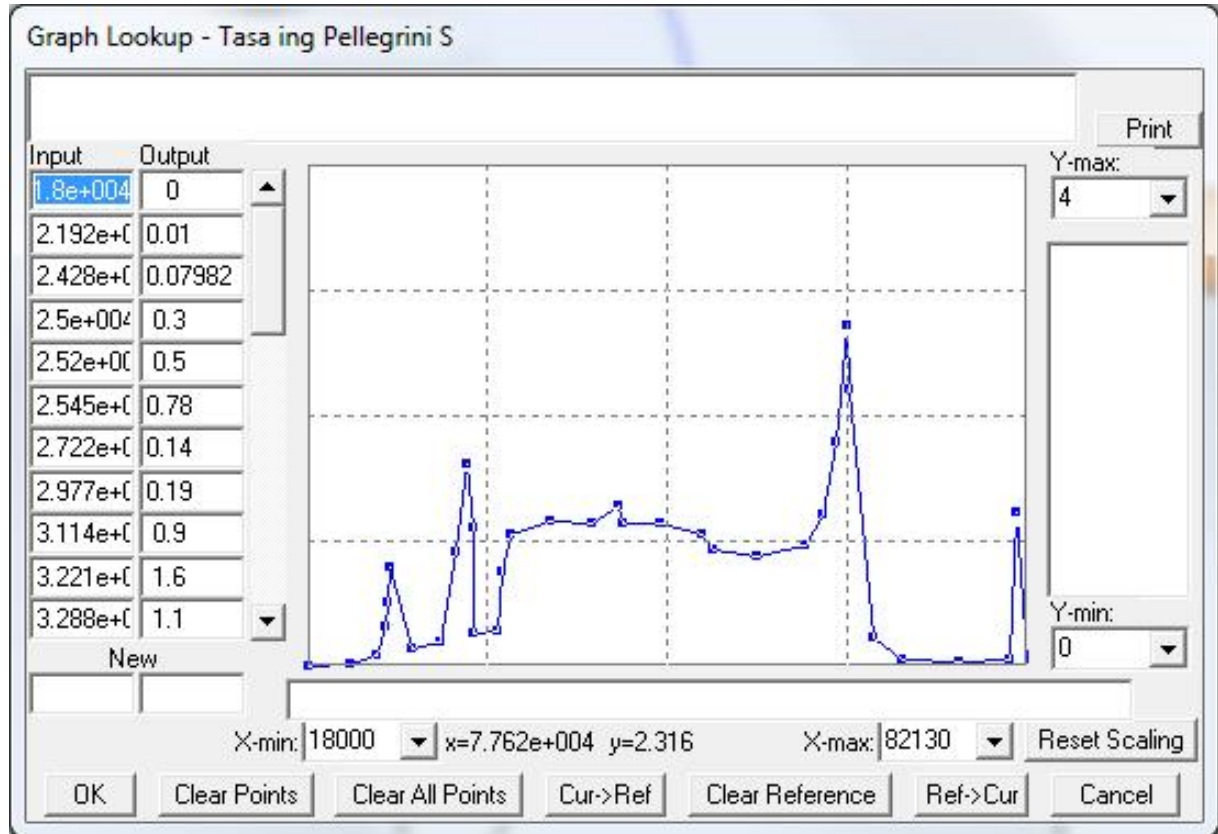 Graph Lookup - Tasa ing Pellegrini S
Print
Input Output
1.8e+004 0
2.192e+0 0.01
2.428e+0 0.07982
2.5e+004 0.3
2.52e+00 0.5
2.545e+0 0.78
2.722e+0 0.14
2.977e+0 0.19
3.114e+0 0.9
3.221e+0 1.6
3.288e+0 1.1
New
Y-max:
4
Y-min:
0
X-min: 18000 x=7.762e+004 y=2.316 X-max: 82130 Reset Scaling
OK Clear Points Clear All Points Cur->Ref Clear Reference Ref->Cur Cancel